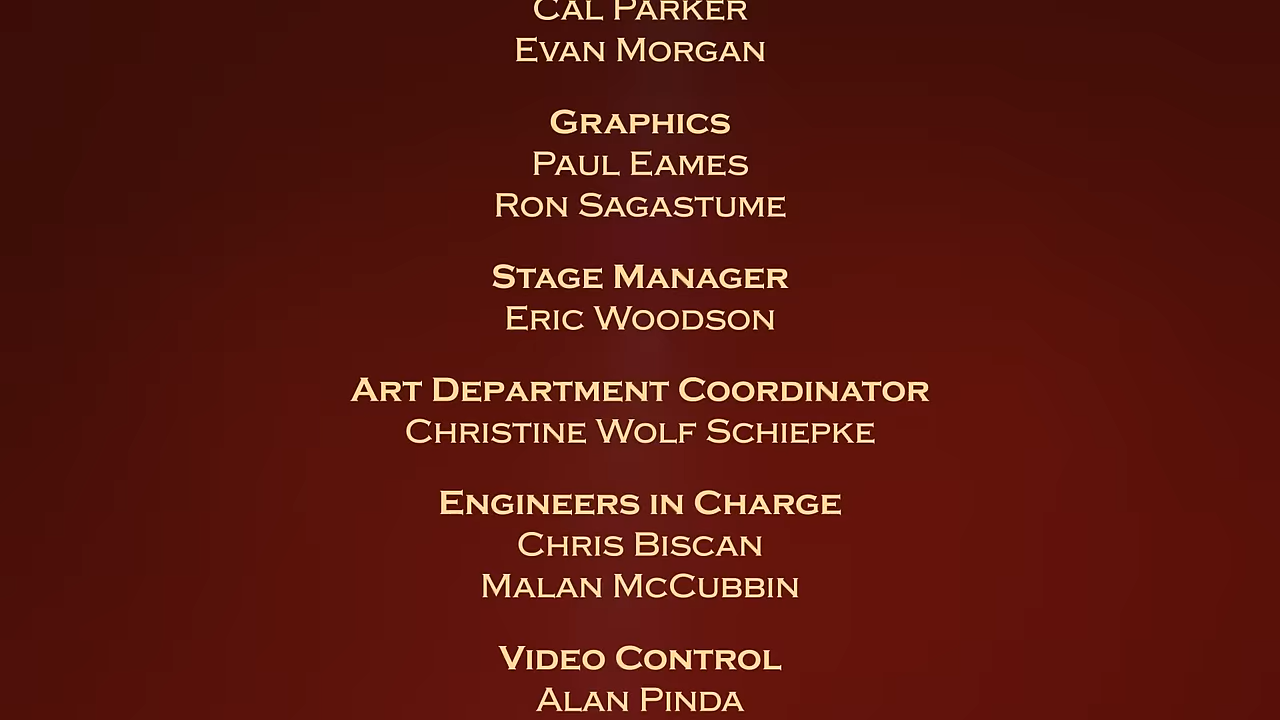 Cal Parker
Evan Morgan
Graphics
Paul Eames
Ron Sagastume
Stage Manager
Eric Woodson
Art Department Coordinator
Christine Wolf Schiepke
Engineers in Charge
Chris Biscan
Malan McCubbin
Video Control
Alan Pinda